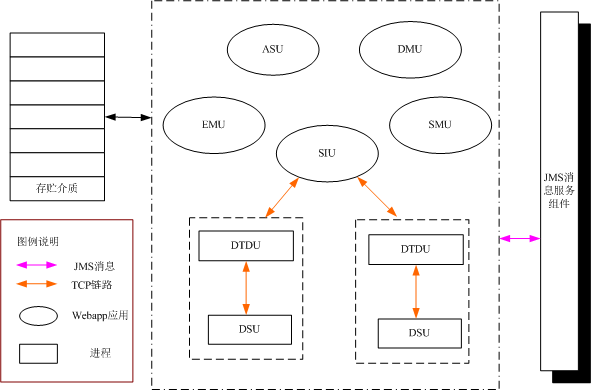 ASU
DMU
EMU
SMU
SIU
存贮介质
JMS消
息服务
组件
图例说明
JMS消息
TCP链路
Webapp应用
进程
DTDU
DTDU
DSU
DSU